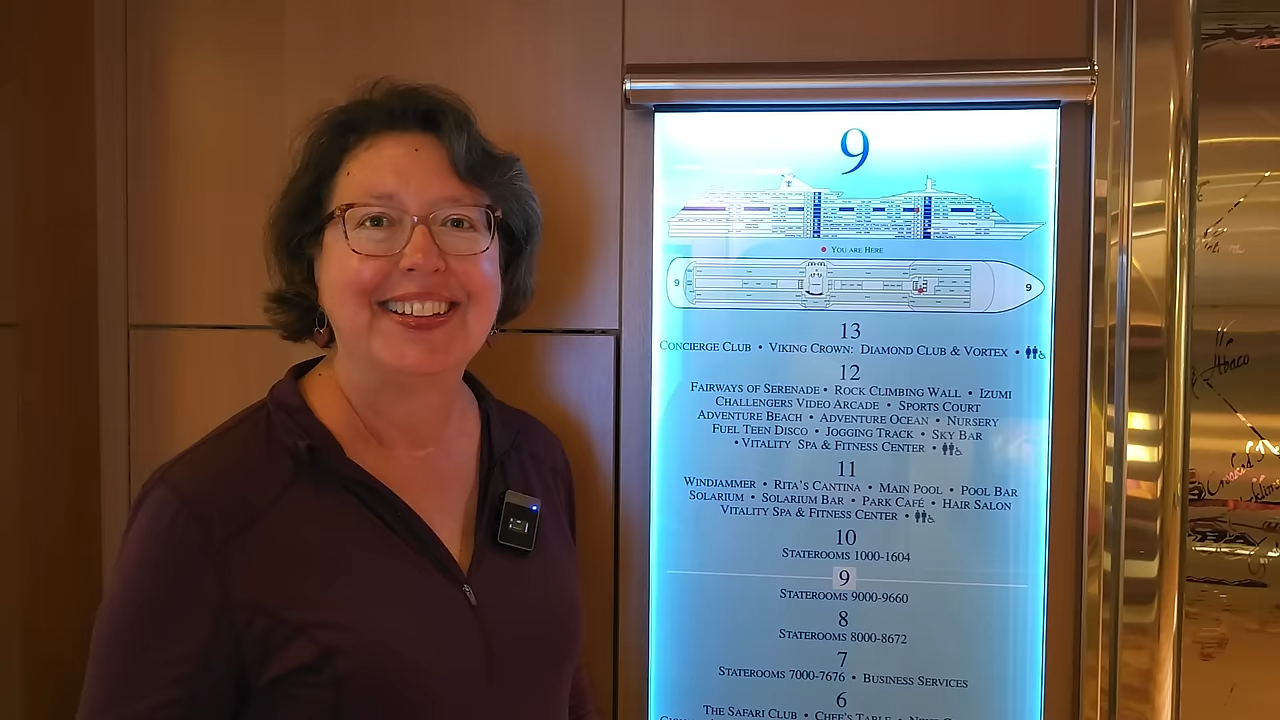 9
YOU ARE HERE
9
9
13
CONCIERGE CLUB • VIKING CROWN: DIAMOND CLUB & VORTEX •
12
FAIRWAYS OF SERENADE • ROCK CLIMBING WALL • IZUMI
CHALLENGERS VIDEO ARCADE • SPORTS COURT
ADVENTURE BEACH • ADVENTURE OCEAN • NURSERY
FUEL TEEN DISCO • JOGGING TRACK • SKY BAR
• VITALITY SPA & FITNESS CENTER •
11
WINDJAMMER • RITA'S CANTINA • MAIN POOL • POOL BAR
SOLARIUM • SOLARIUM BAR • PARK CAFÉ • HAIR SALON
VITALITY SPA & FITNESS CENTER •
10
STATEROOMS 1000-1604
9
STATEROOMS 9000-9660
8
STATEROOMS 8000-8672
7
STATEROOMS 7000-7676 • BUSINESS SERVICES
6
THE SAFARI CLUB • CHEF'S TABLE •
Abaco